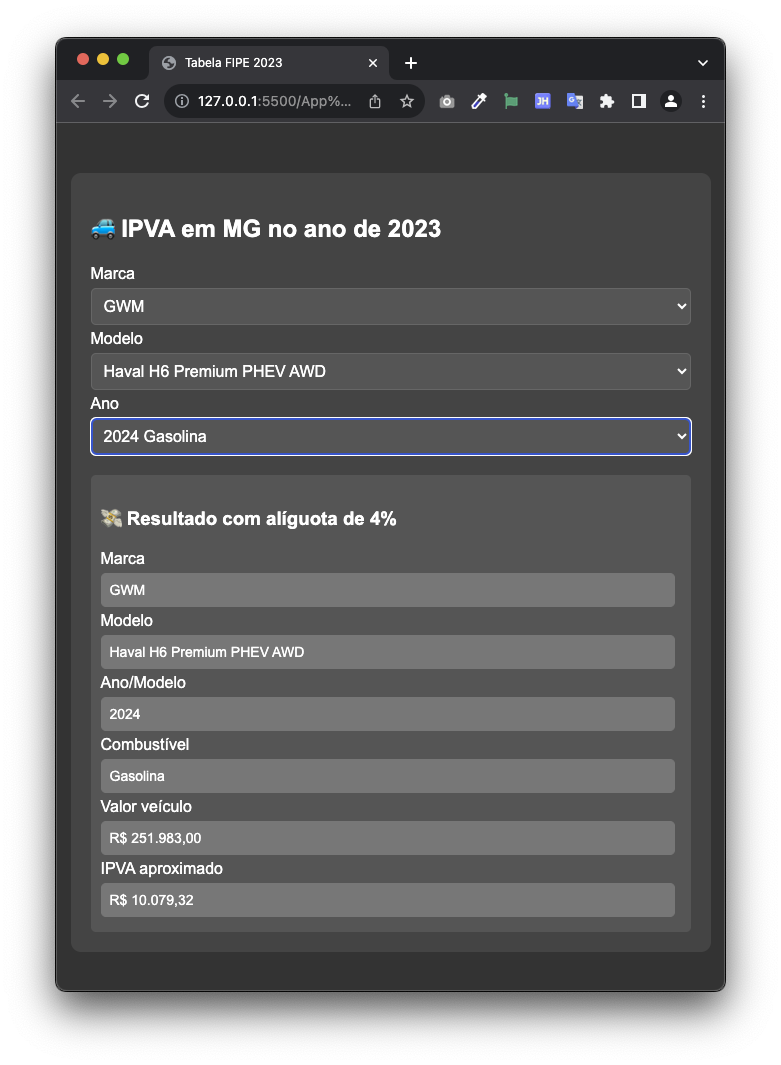 Tabela FIPE 2023
127.0.0.1:5500/App%...
JH
G
IPVA em MG no ano de 2023
Marca
GWM
Modelo
Haval H6 Premium PHEV AWD
Ano
2024 Gasolina
Resultado com alíguota de 4%
Marca
GWM
Modelo
Haval H6 Premium PHEV AWD
Ano/Modelo
2024
Combustível
Gasolina
Valor veículo
R$ 251.983,00
IPVA aproximado
R$ 10.079,32